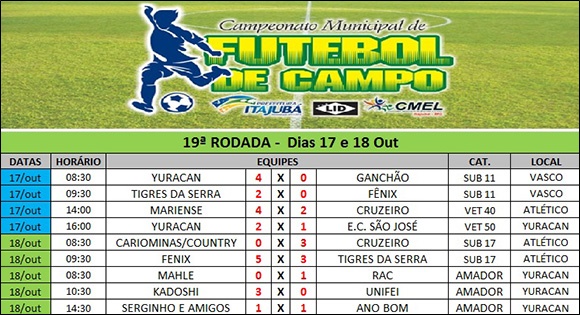 Campeonato Municipal de
FUTEBOL
DE CAMPO
PREFEITURA ITAJUBÁ LID CMEL
19ª RODADA - Dias 17 e 18 Out
DATAS HORÁRIO EQUIPES CAT. LOCAL
17/out 08:30 YURACAN 4 X 0 GANCHÃO SUB 11 VASCO
17/out 09:30 TIGRES DA SERRA 2 X 0 FÊNIX SUB 11 VASCO
17/out 14:00 MARIENSE 4 X 2 CRUZEIRO VET 40 ATLÉTICO
17/out 16:00 YURACAN 2 X 1 E.C. SÃO JOSÉ VET 50 YURACAN
18/out 08:30 CARIOMINAS/COUNTRY 0 X 3 CRUZEIRO SUB 17 ATLÉTICO
18/out 09:30 FENIX 5 X 3 TIGRES DA SERRA SUB 17 ATLÉTICO
18/out 08:30 MAHLE 0 X 1 RAC AMADOR YURACAN
18/out 10:30 KADOSHI 3 X 0 UNIFEI AMADOR YURACAN
18/out 14:30 SERGINHO E AMIGOS 1 X 1 ANO BOM AMADOR YURACAN